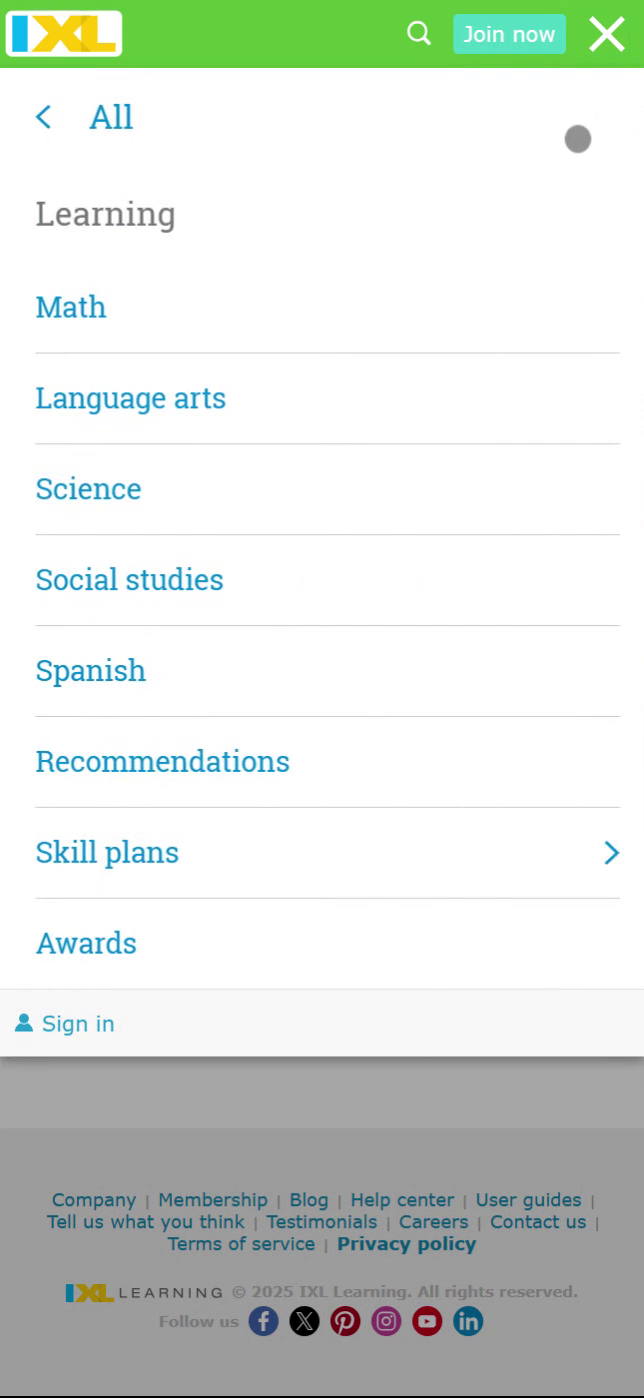 IXL Join now
All
Learning
Math
Language arts
Science
Social studies
Spanish
Recommendations
Skill plans
Awards
Sign in
Company | Membership | Blog | Help center | User guides |
Tell us what you think | Testimonials | Careers | Contact us |
Terms of service | Privacy policy
IXL LEARNING © 2025 IXL Learning. All rights reserved.
Follow us